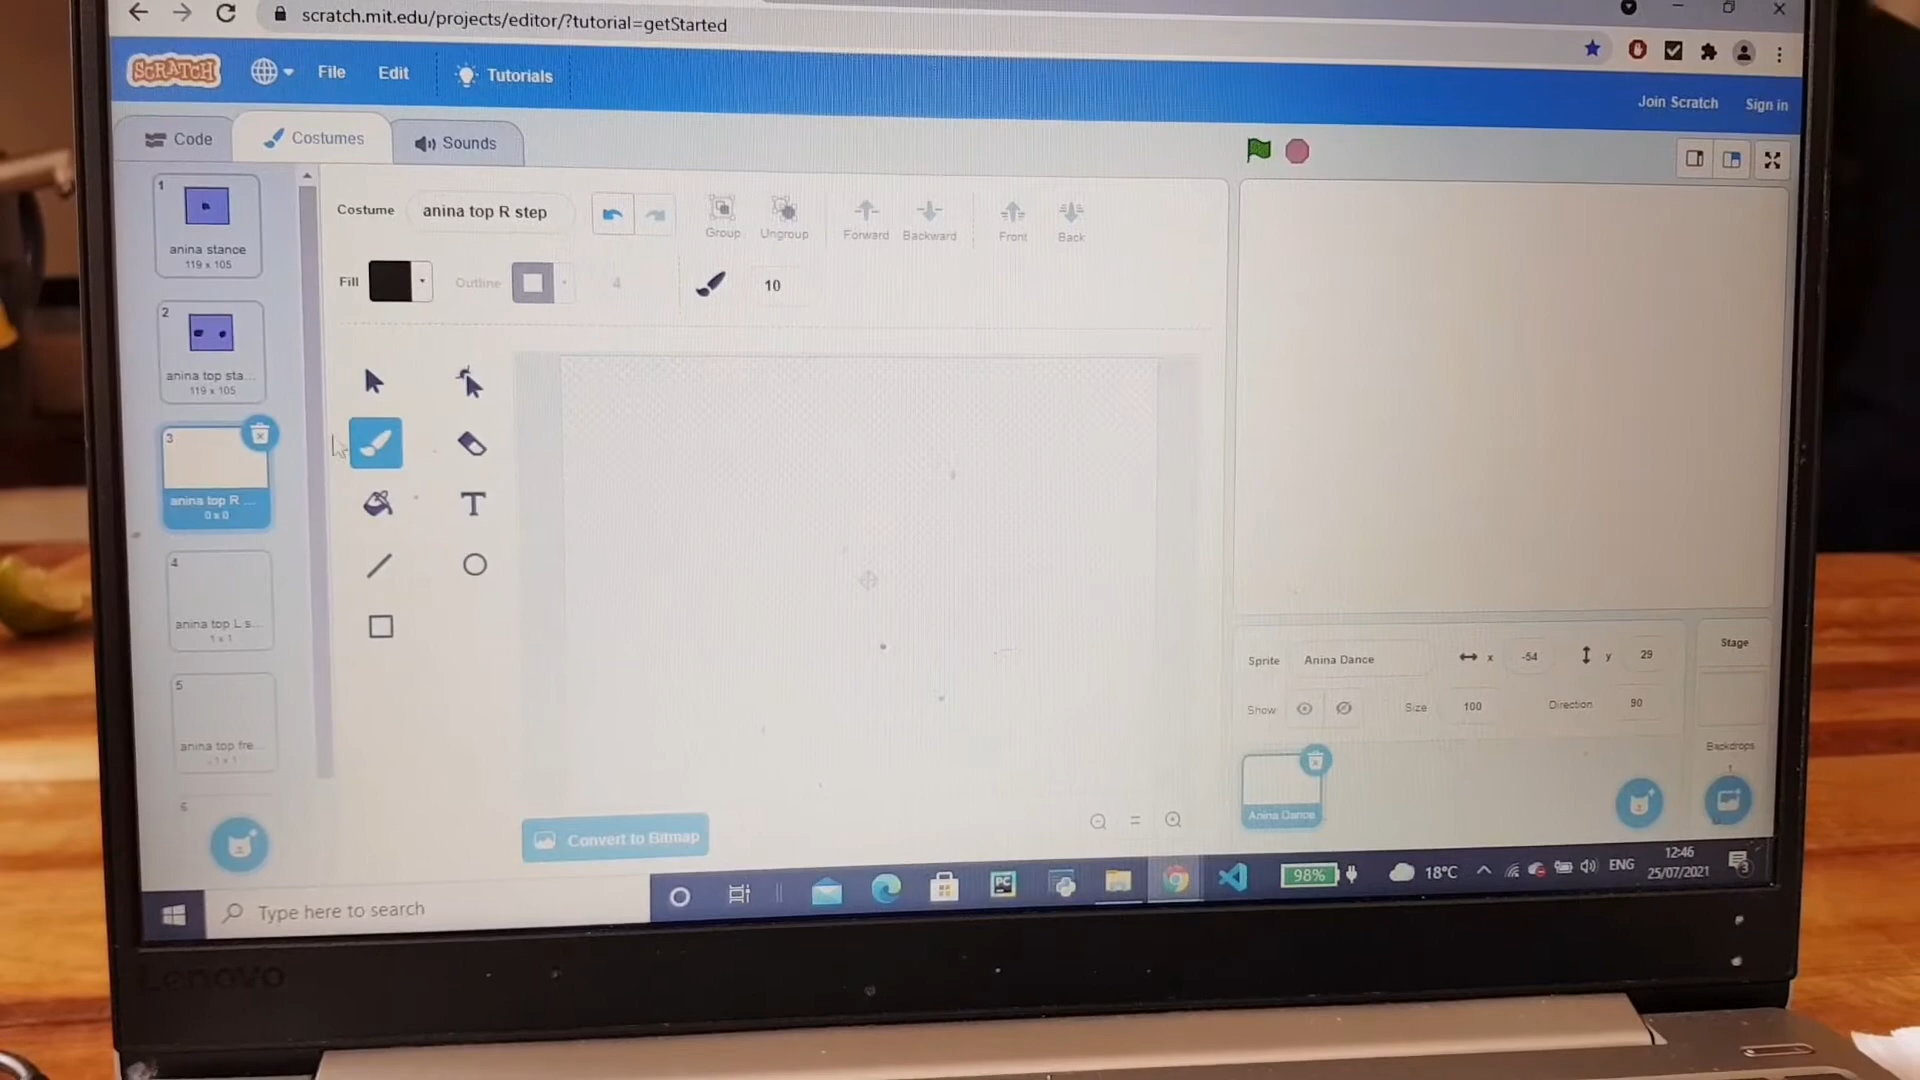 scratch.mit.edu/projects/editor/?tutorial=getStarted
SCRATCH
File
Edit
Tutorials
Join Scratch
Sign in
Code
Costumes
Sounds
1
anina stance
119 x 105
2
anina top sta...
119 x 105
3
anina top R ...
0 x 0
4
anina top L s...
1 x 1
5
anina top fre...
1 x 1
6
Costume
anina top R step
Group
Ungroup
Forward
Backward
Front
Back
Fill
Outline
4
10
T
Convert to Bitmap
Sprite
Anina Dance
x
-54
y
29
Show
Size
100
Direction
90
Anina Dance
Stage
Backdrops
1
Type here to search
PC
98%
18°C
ENG
12:46
25/07/2021
3
Lenovo